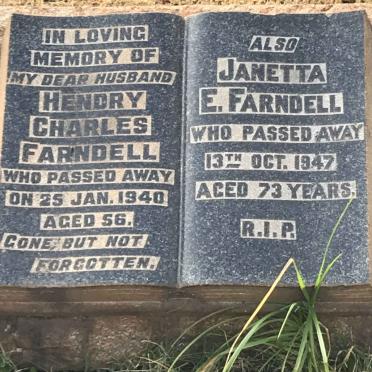 IN LOVING
MEMORY OF
MY DEAR HUSBAND
HENDRY
CHARLES
FARNDELL
WHO PASSED AWAY
ON 25 JAN. 1940
AGED 56.
GONE, BUT NOT
FORGOTTEN.
ALSO
JANETTA
E. FARNDELL
WHO PASSED AWAY
13TH OCT. 1947
AGED 73 YEARS.
R.I.P.